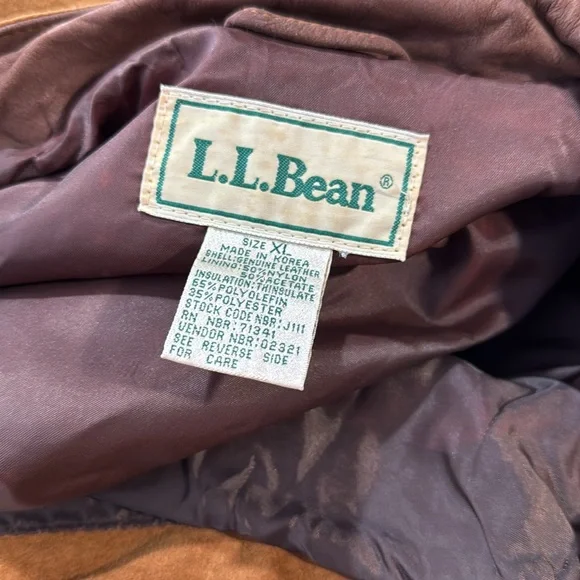 L.L.Bean®
SIZE XL
MADE IN KOREA
SHELL:GENUINE LEATHER
LINING:50%NYLON
50%ACETATE
INSULATION:THINSULATE
65%POLYOLEFIN
35%POLYESTER
STOCK CODE NBR:J111
RN NBR:71341
VENDOR NBR:02321
SEE REVERSE SIDE
FOR CARE